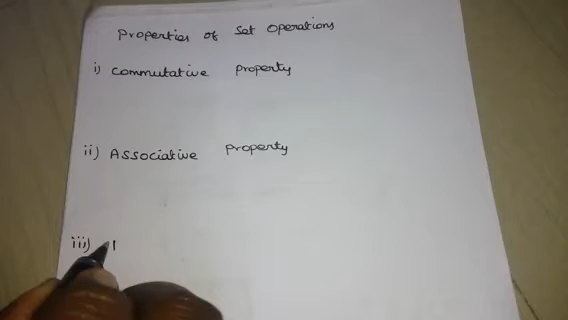 Properties of Set Operations
i) Commutative Property
ii) Associative Property
iii)